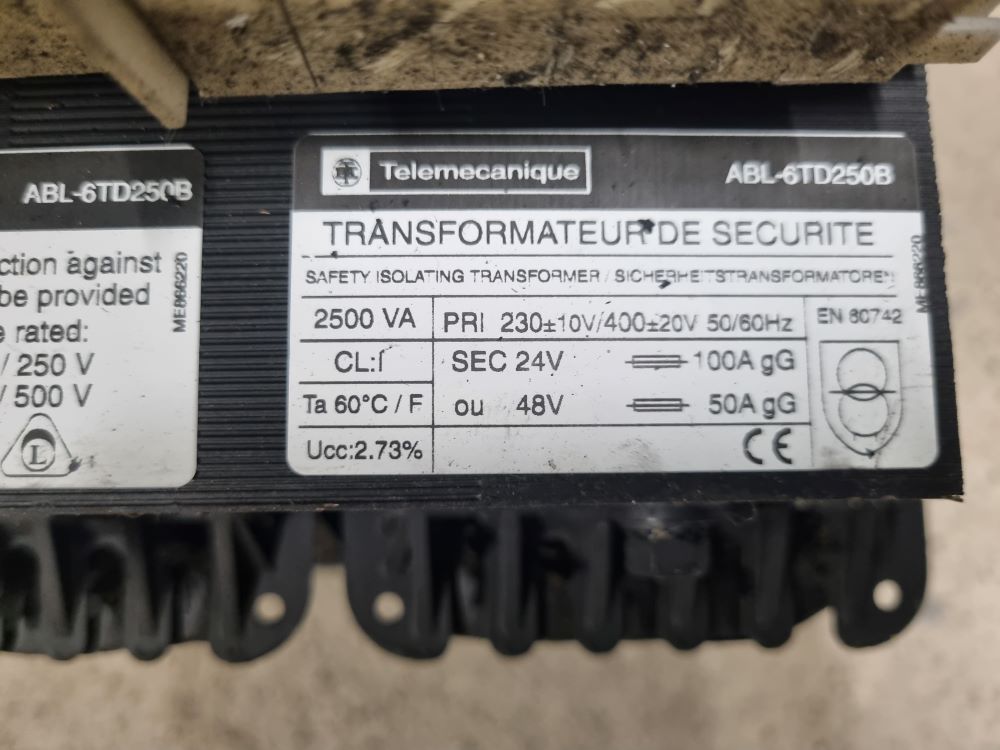 ABL-6TD250B
ction against
be provided
e rated:
/ 250 V
/ 500 V
L
ME866220
Telemecanique
ABL-6TD250B
TRANSFORMATEUR DE SECURITE
SAFETY ISOLATING TRANSFORMER / SICHERHEITSTRANSFORMATOREN
2500 VA
PRI 230±10V/400±20V 50/60Hz
EN 60742
CL:I
SEC 24V 100A gG
Ta 60°C / F
ou 48V 50A gG
Ucc:2.73%
CE
ME866220